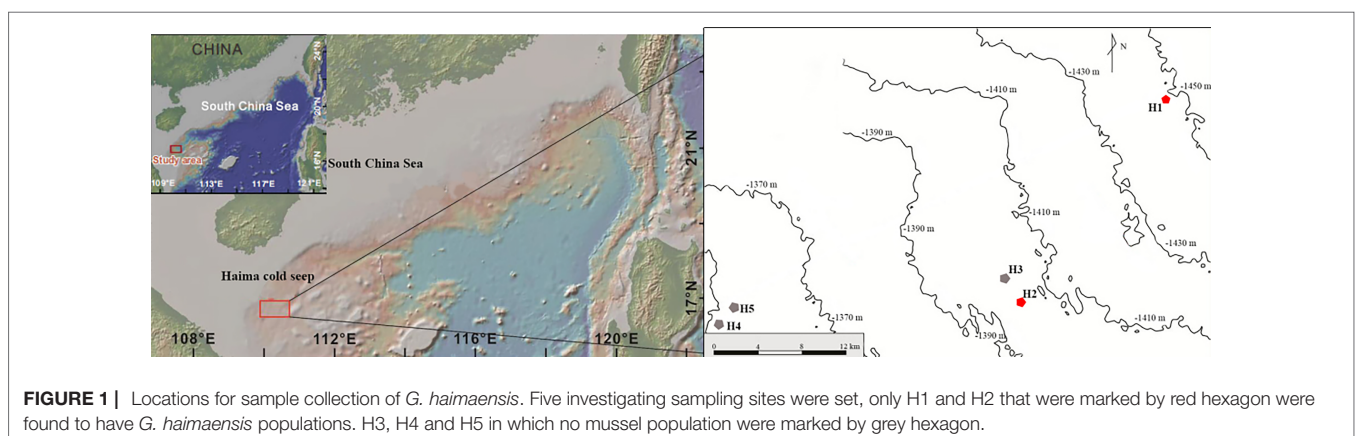 CHINA
South China Sea
Study area
109°E
113°E
117°E
121°E
24°N
20°N
16°N
South China Sea
Haima cold seep
108°E
112°E
116°E
120°E
21°N
17°N
N
-1430 m
-1450 m
H1
-1410 m
-1390 m
-1370 m
-1410 m
-1390 m
-1430 m
H3
H2
H5
H4
-1370 m
-1390 m
-1410 m
0 4 8 12 km
FIGURE 1 | Locations for sample collection of G. haimaensis. Five investigating sampling sites were set, only H1 and H2 that were marked by red hexagon were
found to have G. haimaensis populations. H3, H4 and H5 in which no mussel population were marked by grey hexagon.